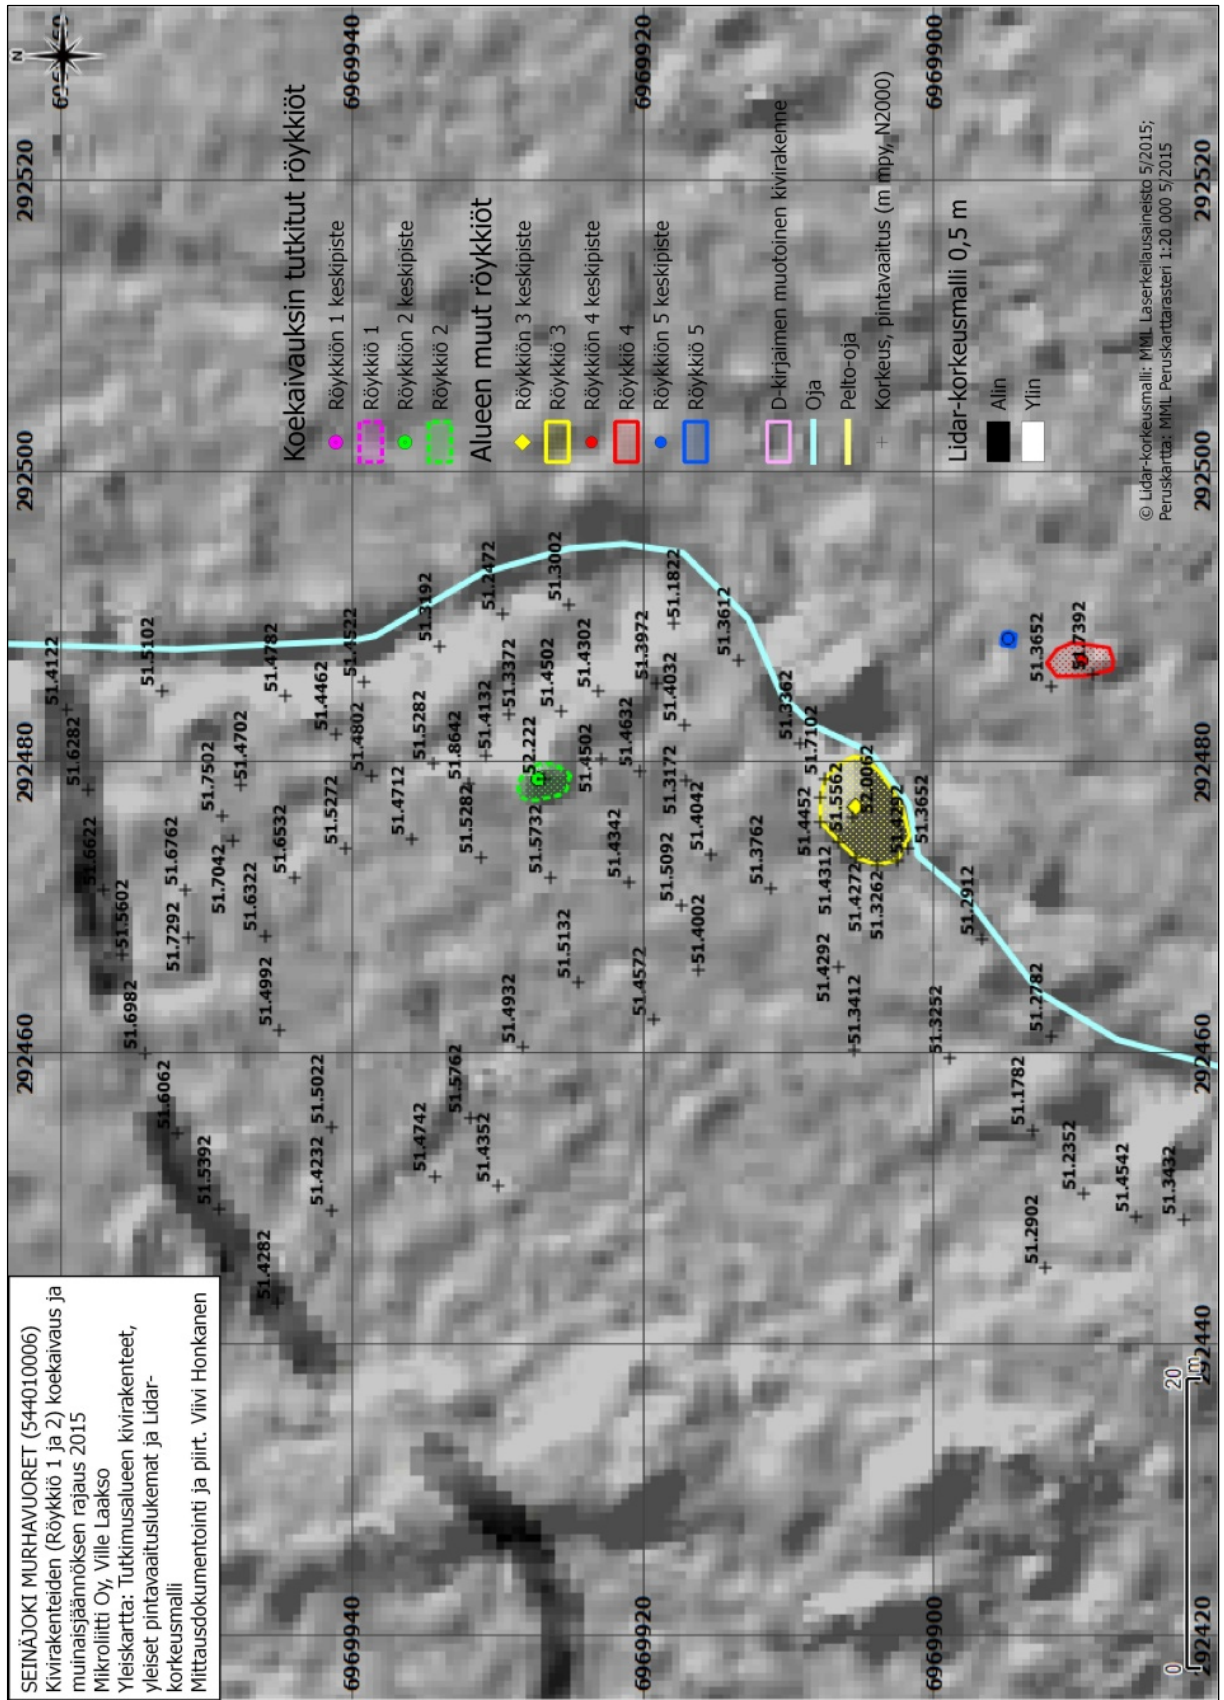 SEINÄJOKI MURHAVUORET (544010006)
Kivirakenteiden (Röykkiö 1 ja 2) koekaivaus ja
muinaisjäännöksen rajaus 2015
Mikroliitti Oy, Ville Laakso
Yleiskartta: Tutkimusalueen kivirakenteet,
yleiset pintavaaituslukemat ja Lidar-
korkeusmalli
Mittausdokumentointi ja piirt. Viivi Honkanen
292460
292480
292500
292520
N
6969940
6969920
6969900
292420
292440
292460
292480
292500
292520
6969940
6969920
6969900
Koekaivauksin tutkitut röykkiöt
Röykkiön 1 keskipiste
Röykkiö 1
Röykkiön 2 keskipiste
Röykkiö 2
Alueen muut röykkiöt
Röykkiön 3 keskipiste
Röykkiö 3
Röykkiön 4 keskipiste
Röykkiö 4
Röykkiön 5 keskipiste
Röykkiö 5
D-kirjaimen muotoinen kivirakenne
Oja
Pelto-oja
Korkeus, pintavaaitus (m mpy, N2000)
Lidar-korkeusmalli 0,5 m
Alin
Ylin
© Lidar-korkeusmalli: MML Laserkeilausaineisto 5/2015;
Peruskartta: MML Peruskarttarasteri 1:20 000 5/2015
0
20
m
51.4122
51.6282
51.6622
51.5602
51.6982
51.6062
51.5392
51.4282
51.5102
51.7502
51.4702
51.6762
51.7042
51.7292
51.6322
51.6532
51.4992
51.4782
51.4462
51.4522
51.4802
51.5272
51.5022
51.4232
51.3192
51.5282
51.4712
51.8642
51.5282
51.4742
51.5762
51.4352
51.4932
51.2472
51.3372
51.4132
51.3002
51.4502
51.4302
51.4502
51.5732
51.5132
51.3972
51.4632
51.4342
51.4572
51.1822
51.4032
51.3172
51.5092
51.4042
51.4002
51.3612
51.3762
51.3362
51.7102
51.4452
51.5562
52.0062
51.4312
51.4272
51.3262
51.3652
51.4292
51.3412
51.3252
51.2912
51.2782
51.3652
51.1782
51.2352
51.2902
51.4542
51.3432